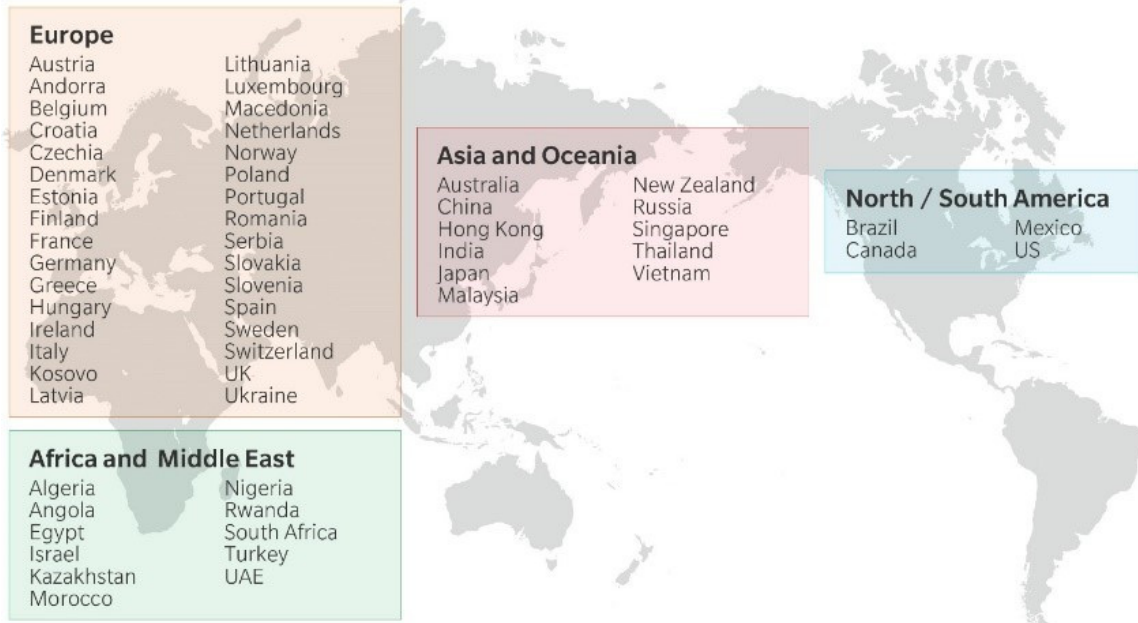 Europe
Austria
Andorra
Belgium
Croatia
Czechia
Denmark
Estonia
Finland
France
Germany
Greece
Hungary
Ireland
Italy
Kosovo
Latvia
Lithuania
Luxembourg
Macedonia
Netherlands
Norway
Poland
Portugal
Romania
Serbia
Slovakia
Slovenia
Spain
Sweden
Switzerland
UK
Ukraine
Africa and Middle East
Algeria
Angola
Egypt
Israel
Kazakhstan
Morocco
Nigeria
Rwanda
South Africa
Turkey
UAE
Asia and Oceania
Australia
China
Hong Kong
India
Japan
Malaysia
New Zealand
Russia
Singapore
Thailand
Vietnam
North / South America
Brazil
Canada
Mexico
US